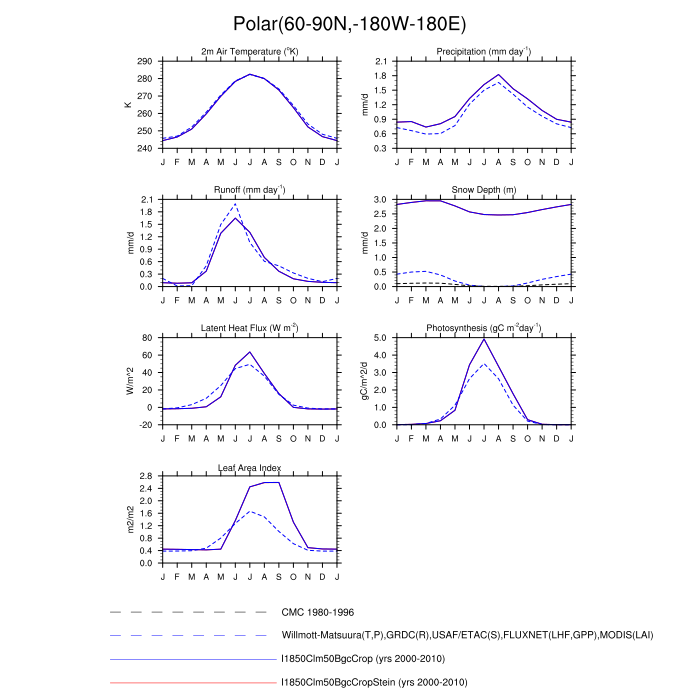 Polar(60-90N,-180W-180E)
2m Air Temperature (°K)
Precipitation (mm day⁻¹)
290
280
270
260
250
240
K
J F M A M J J A S O N D J
2.1
1.8
1.5
1.2
0.9
0.6
0.3
mm/d
J F M A M J J A S O N D J
Runoff (mm day⁻¹)
Snow Depth (m)
2.1
1.8
1.5
1.2
0.9
0.6
0.3
0.0
mm/d
J F M A M J J A S O N D J
3.0
2.5
2.0
1.5
1.0
0.5
0.0
mm/d
J F M A M J J A S O N D J
Latent Heat Flux (W m⁻²)
Photosynthesis (gC m⁻²day⁻¹)
80
60
40
20
0
-20
W/m^2
J F M A M J J A S O N D J
5.0
4.0
3.0
2.0
1.0
0.0
gC/m^2/d
J F M A M J J A S O N D J
Leaf Area Index
2.8
2.4
2.0
1.6
1.2
0.8
0.4
0.0
m2/m2
J F M A M J J A S O N D J
CMC 1980-1996
Willmott-Matsuura(T,P),GRDC(R),USAF/ETAC(S),FLUXNET(LHF,GPP),MODIS(LAI)
I1850Clm50BgcCrop (yrs 2000-2010)
I1850Clm50BgcCropStein (yrs 2000-2010)